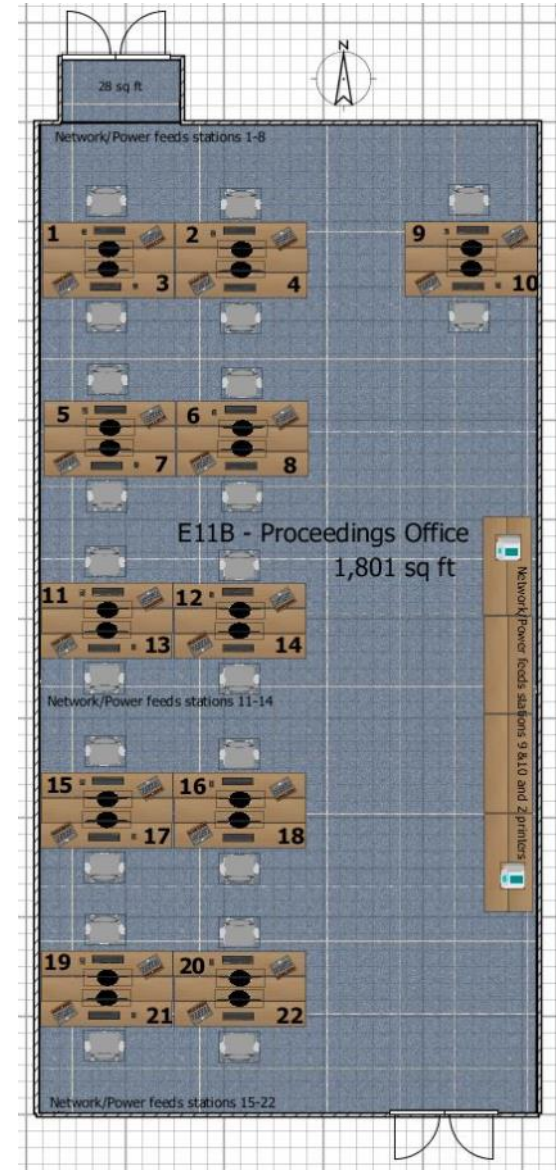 N
28 sq ft
Network/Power feeds stations 1-8
1
2
9
3
4
10
5
6
7
8
E11B - Proceedings Office
1,801 sq ft
Network/Power feeds stations 9 &10 and 2 printers
11
12
13
14
Network/Power feeds stations 11-14
15
16
17
18
19
20
21
22
Network/Power feeds stations 15-22